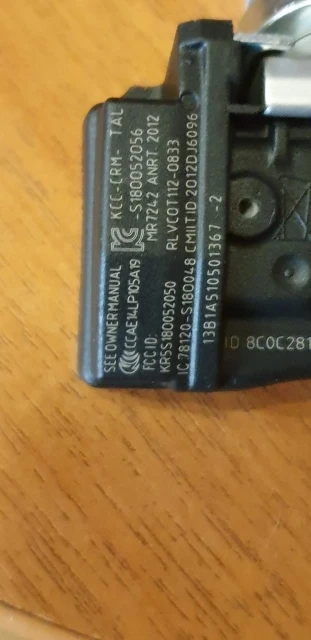 SEE OWNER MANUAL KCC-CRM- TAL
CCAE14LP105A19 -S180052056
FCC ID: MR7242 ANRT 2012
KR5S180052050 RLVCOT112-0833
IC 7812D-S180048 CMIIT ID 2012DJ6096
13B1A510501367 -2
ID 8C0C281